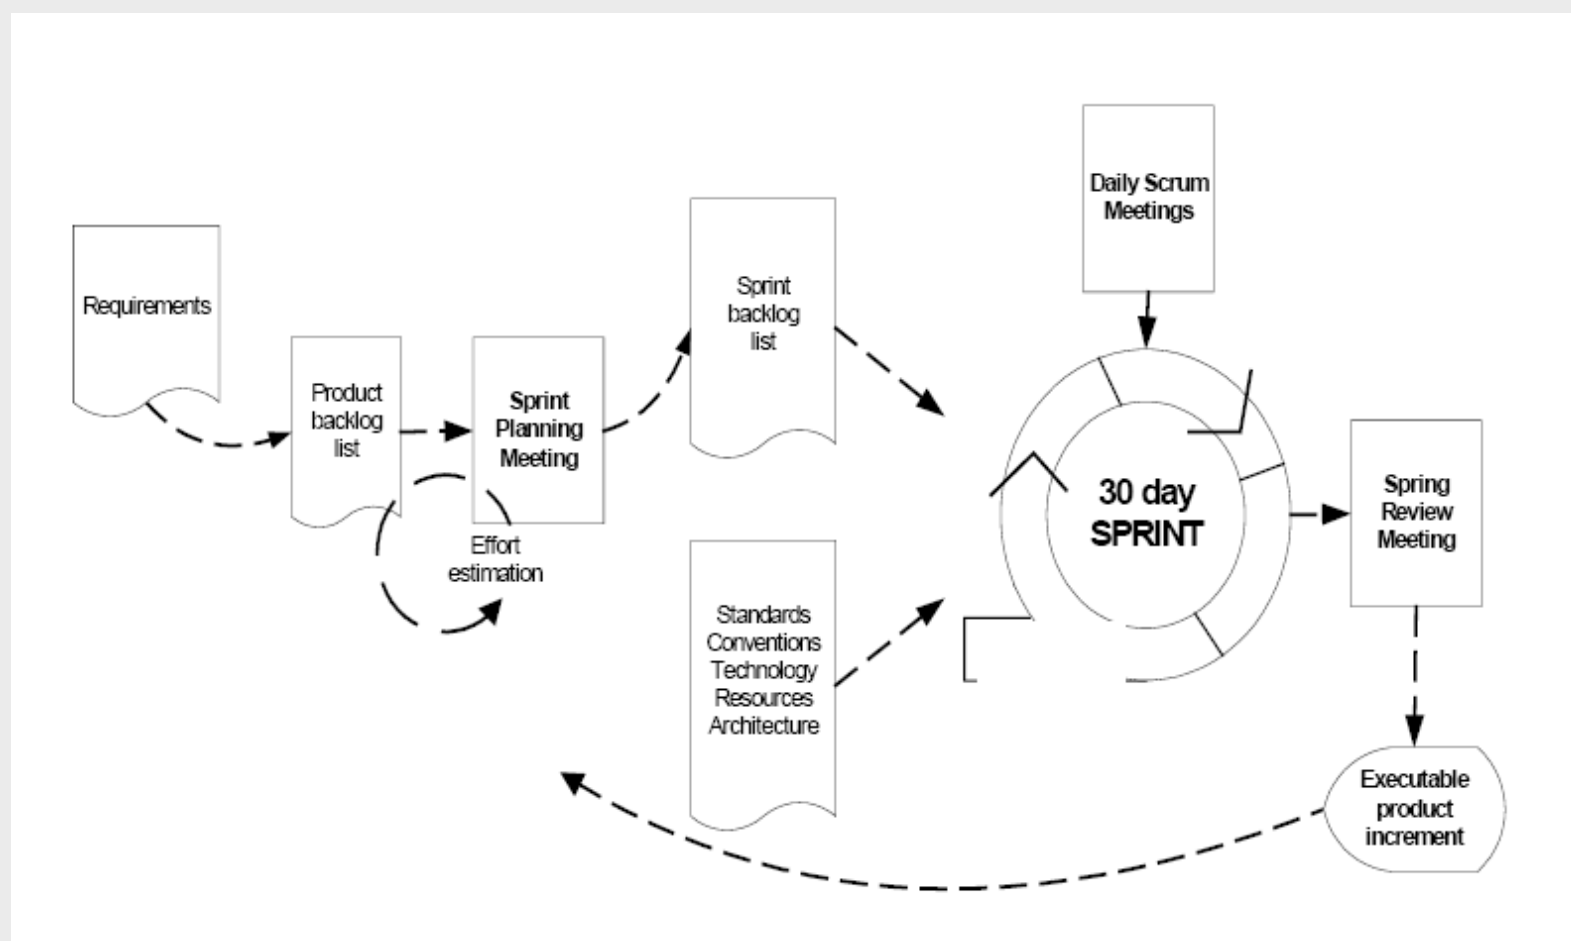 Requirements
Product
backlog
list
Sprint
Planning
Meeting
Effort
estimation
Sprint
backlog
list
Standards
Conventions
Technology
Resources
Architecture
Daily Scrum
Meetings
30 day
SPRINT
Spring
Review
Meeting
Executable
product
increment